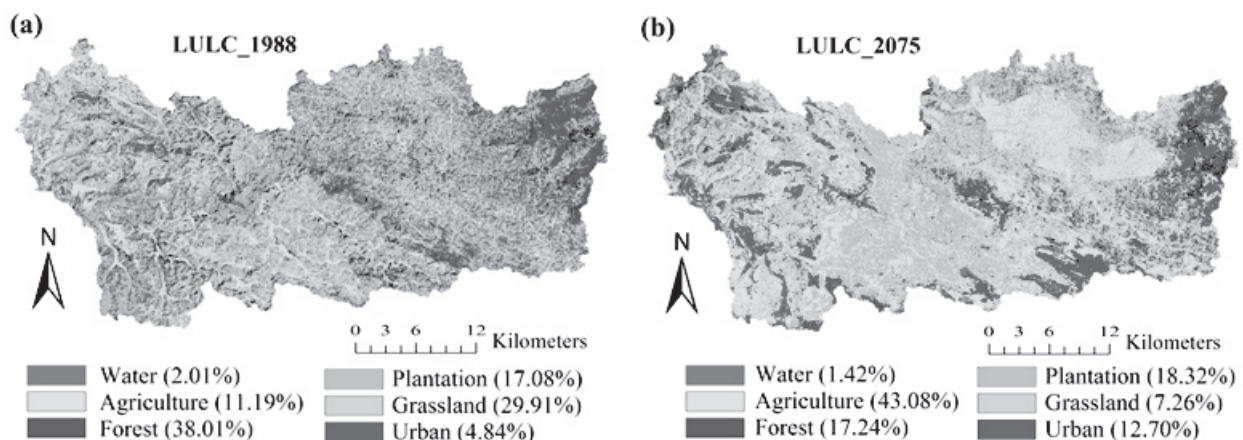 (a)
LULC_1988
N
0 3 6 12
Kilometers
Water (2.01%)
Agriculture (11.19%)
Forest (38.01%)
Plantation (17.08%)
Grassland (29.91%)
Urban (4.84%)
(b)
LULC_2075
N
0 3 6 12
Kilometers
Water (1.42%)
Agriculture (43.08%)
Forest (17.24%)
Plantation (18.32%)
Grassland (7.26%)
Urban (12.70%)